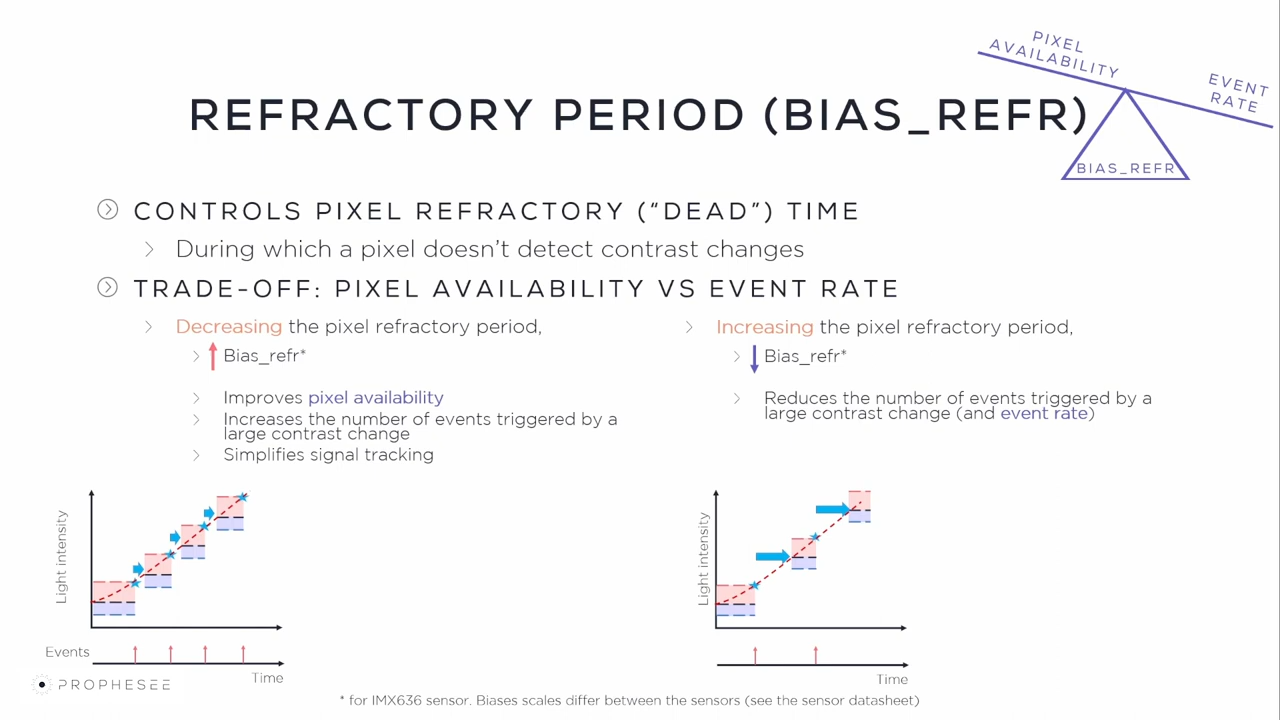 PIXEL
AVAILABILITY
EVENT
RATE
BIAS_REFR
REFRACTORY PERIOD (BIAS_REFR)
CONTROLS PIXEL REFRACTORY (“DEAD”) TIME
During which a pixel doesn’t detect contrast changes
TRADE-OFF: PIXEL AVAILABILITY VS EVENT RATE
Decreasing the pixel refractory period,
Bias_refr*
Improves pixel availability
Increases the number of events triggered by a
large contrast change
Simplifies signal tracking
Increasing the pixel refractory period,
Bias_refr*
Reduces the number of events triggered by a
large contrast change (and event rate)
Light intensity
Events
Time
Light intensity
Time
PROPHESEE
* for IMX636 sensor. Biases scales differ between the sensors (see the sensor datasheet)